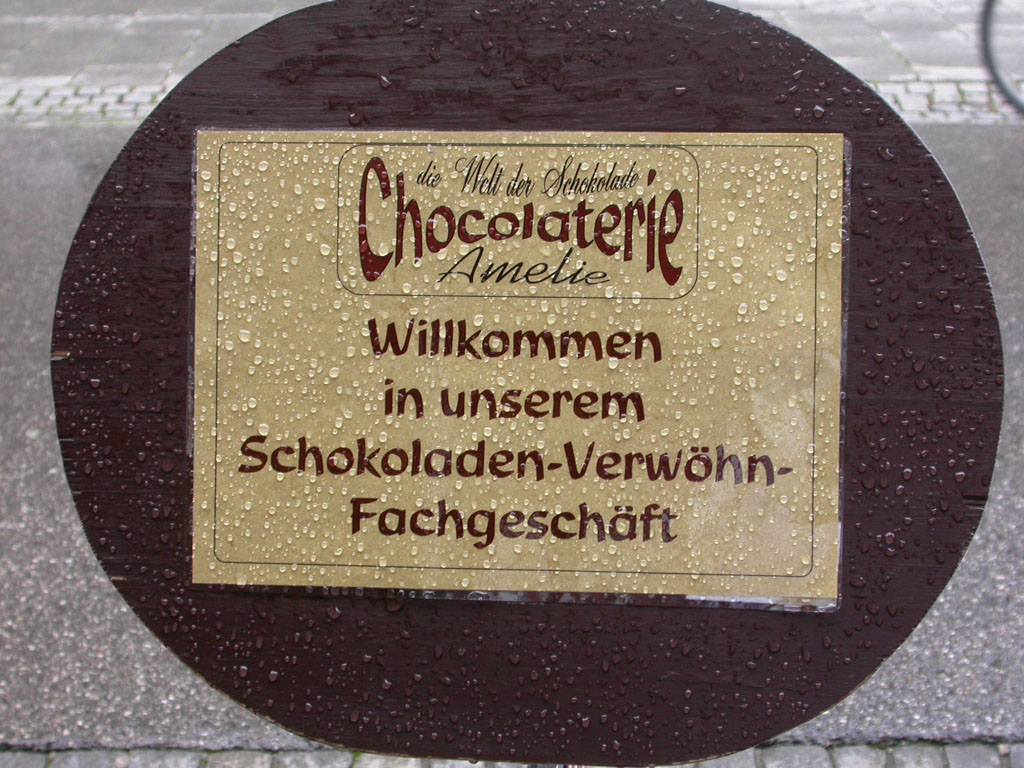 die Welt der Schokolade
Chocolaterie
Amelie
Willkommen
in unserem
Schokoladen-Verwöhn-
Fachgeschäft